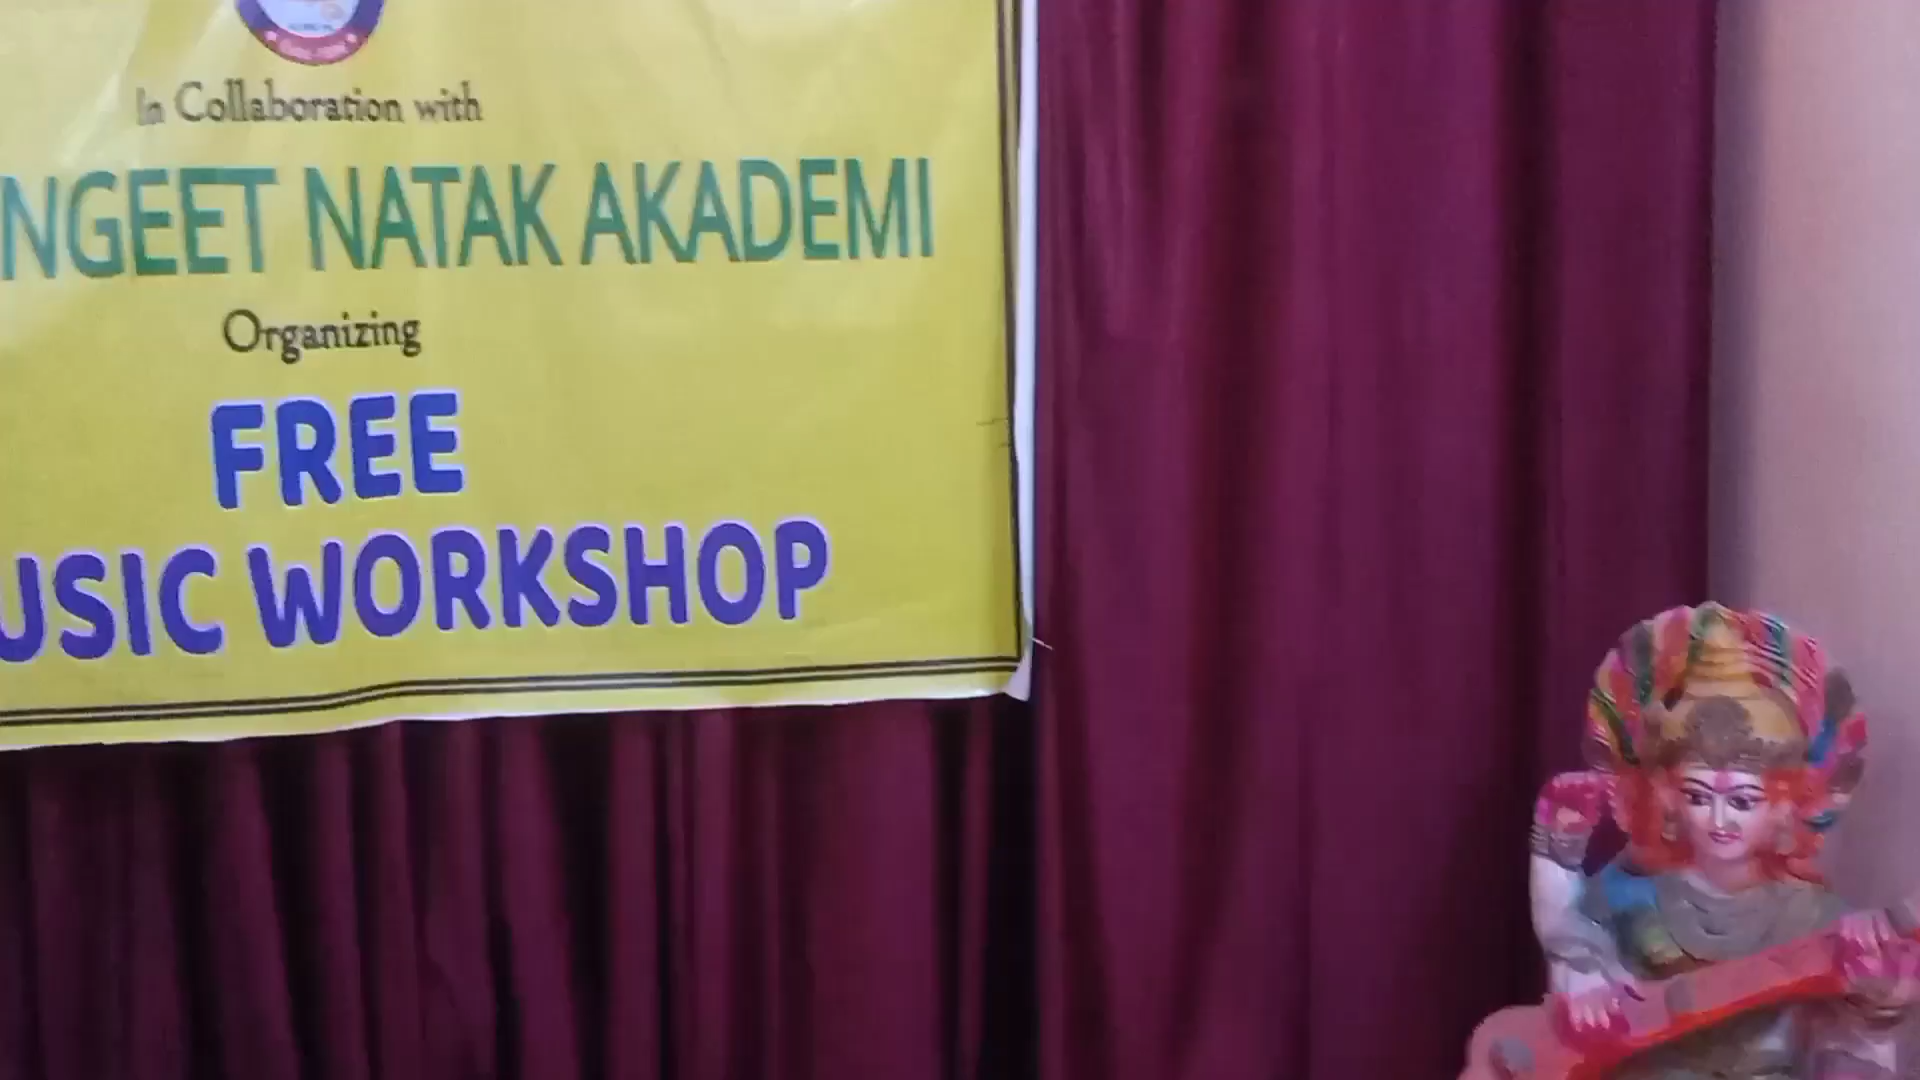 In Collaboration with
NGEET NATAK AKADEMI
Organizing
FREE
USIC WORKSHOP